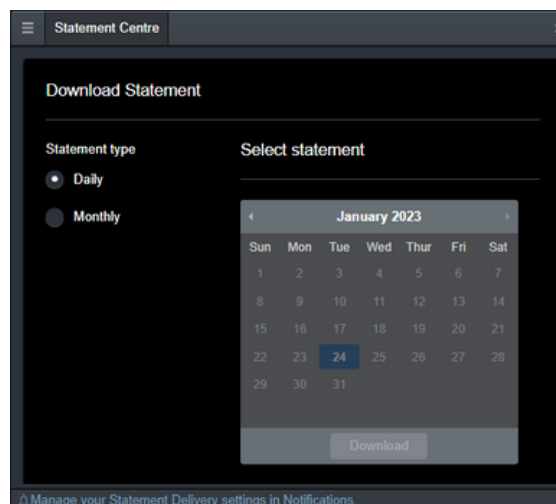 Statement Centre
Download Statement
Statement type
Select statement
Daily
Monthly
January 2023
Sun Mon Tue Wed Thur Fri Sat
1 2 3 4 5 6 7
8 9 10 11 12 13 14
15 16 17 18 19 20 21
22 23 24 25 26 27 28
29 30 31
Download
Manage your Statement Delivery settings in Notifications.